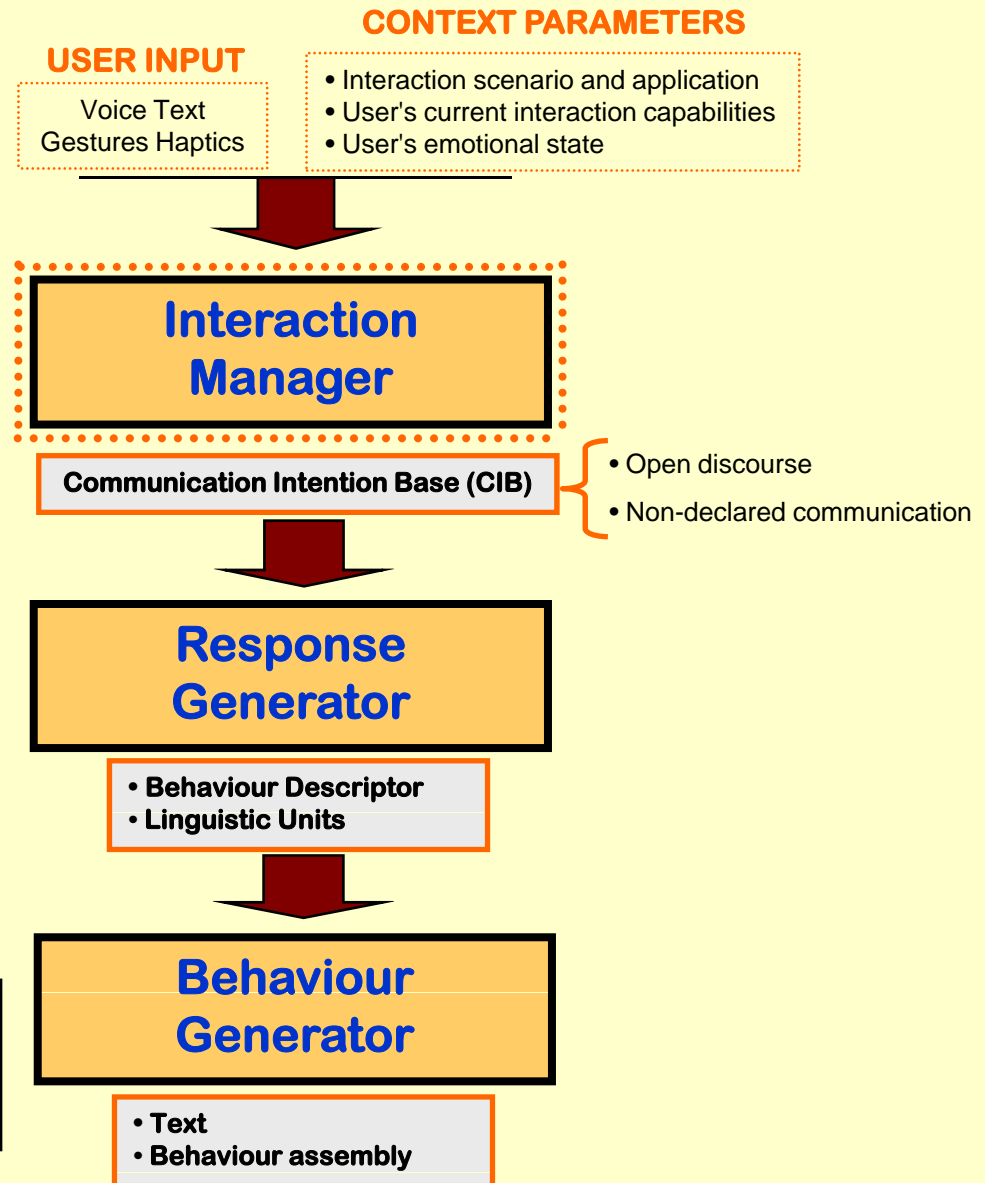 CONTEXT PARAMETERS
USER INPUT
Voice Text
Gestures Haptics
• Interaction scenario and application
• User's current interaction capabilities
• User's emotional state
Interaction
Manager
Communication Intention Base (CIB)
• Open discourse
• Non-declared communication
Response
Generator
• Behaviour Descriptor
• Linguistic Units
Behaviour
Generator
• Text
• Behaviour assembly